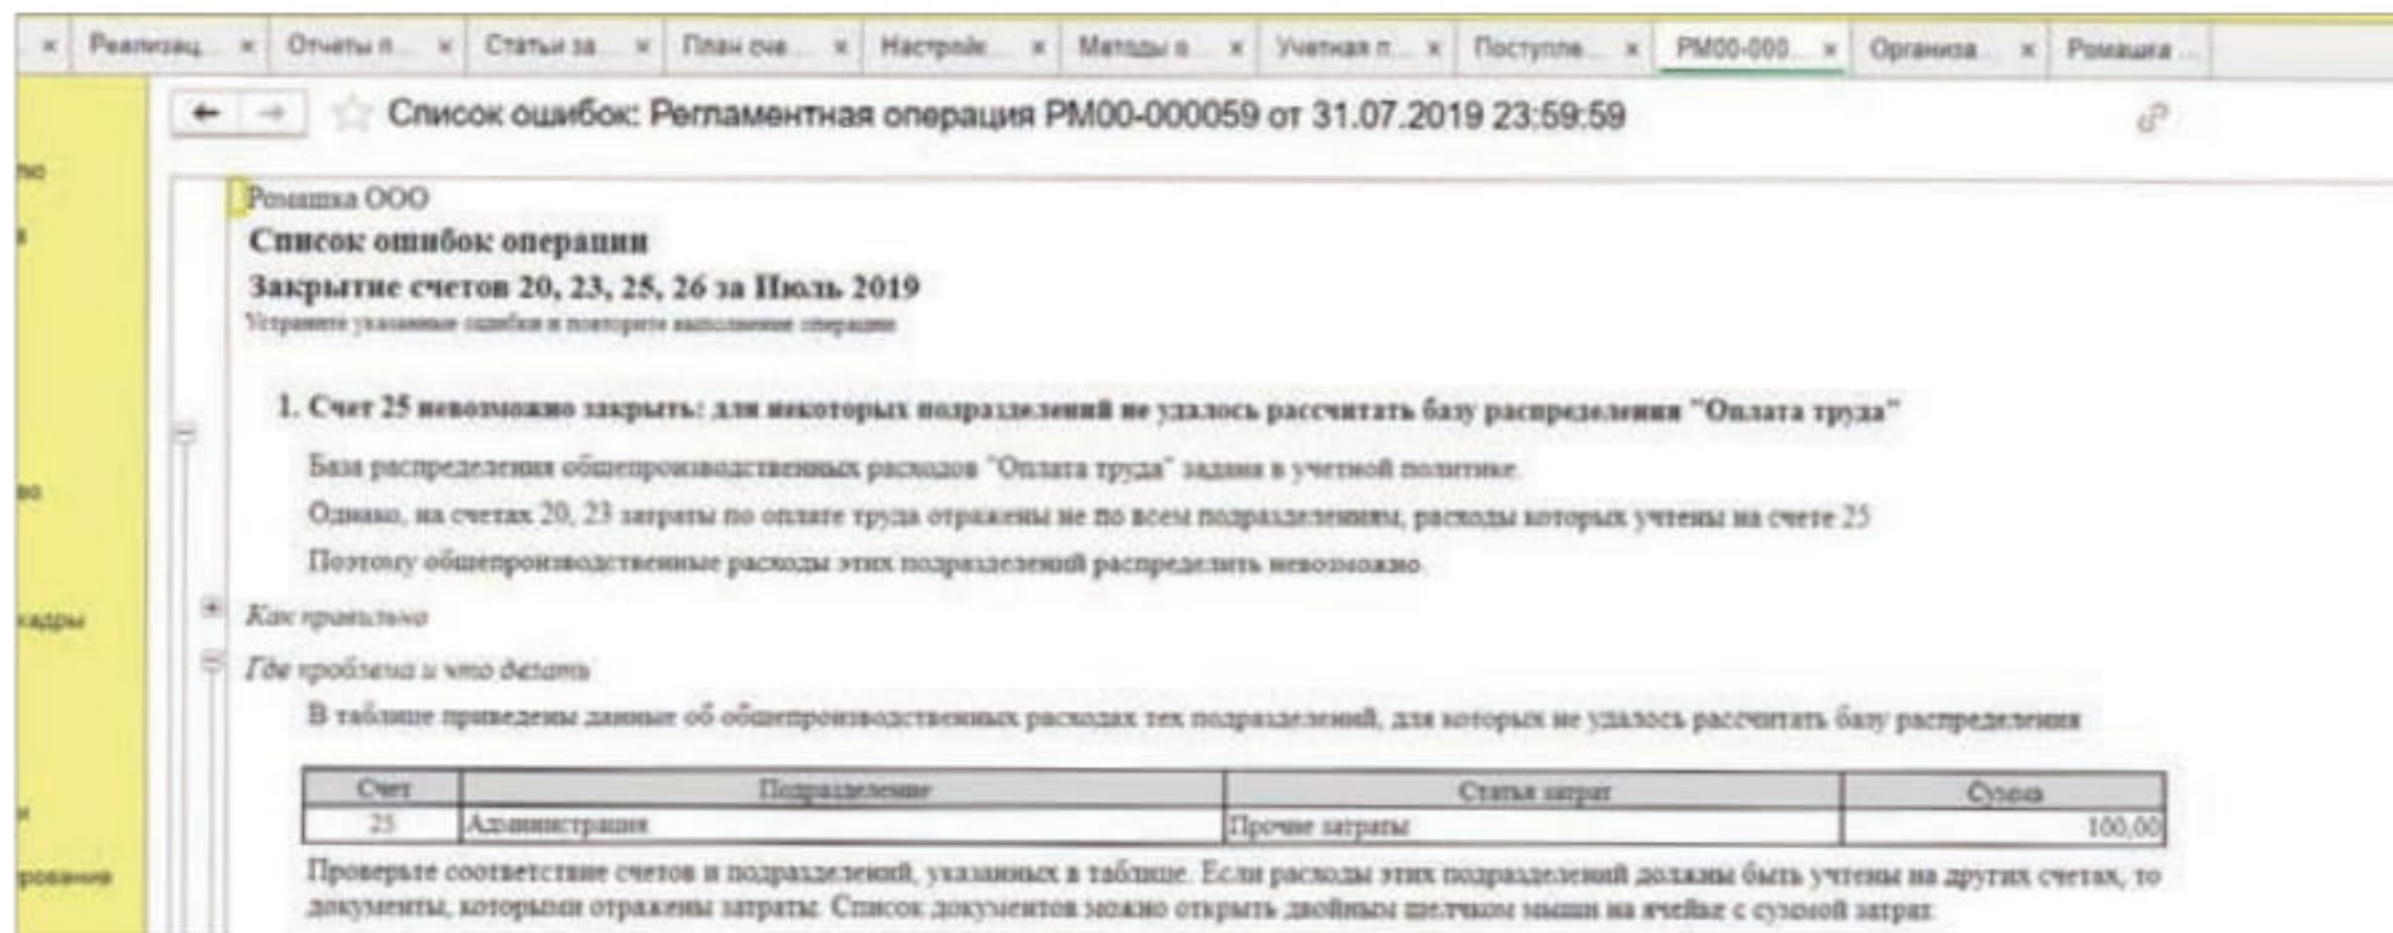 Реализац...
Отчеты п...
Статьи за...
План сче...
Настройк...
Методы о...
Учетная п...
Поступле...
РМ00-000...
Организа...
Ромашка ...
Список ошибок: Регламентная операция РМ00-000059 от 31.07.2019 23:59:59
Ромашка ООО
Список ошибок операции
Закрытие счетов 20, 23, 25, 26 за Июль 2019
Устраните указанные ошибки и повторите выполнение операции
во
кадры
рование
1. Счет 25 невозможно закрыть: для некоторых подразделений не удалось рассчитать базу распределения "Оплата труда"
База распределения общепроизводственных расходов "Оплата труда" задана в учетной политике.
Однако, на счетах 20, 23 затраты по оплате труда отражены не по всем подразделениям, расходы которых учтены на счете 25
Поэтому общепроизводственные расходы этих подразделений распределить невозможно.
Как правильно
Где проблема и что делать
В таблице приведены данные об общепроизводственных расходах тех подразделений, для которых не удалось рассчитать базу распределения
Счет Подразделение Статья затрат Сумма
25 Администрация Прочие затраты 100,00
Проверьте соответствие счетов и подразделений, указанных в таблице. Если расходы этих подразделений должны быть учтены на других счетах, то
документы, которыми отражены затраты. Список документов можно открыть двойным щелчком мыши на ячейке с суммой затрат.